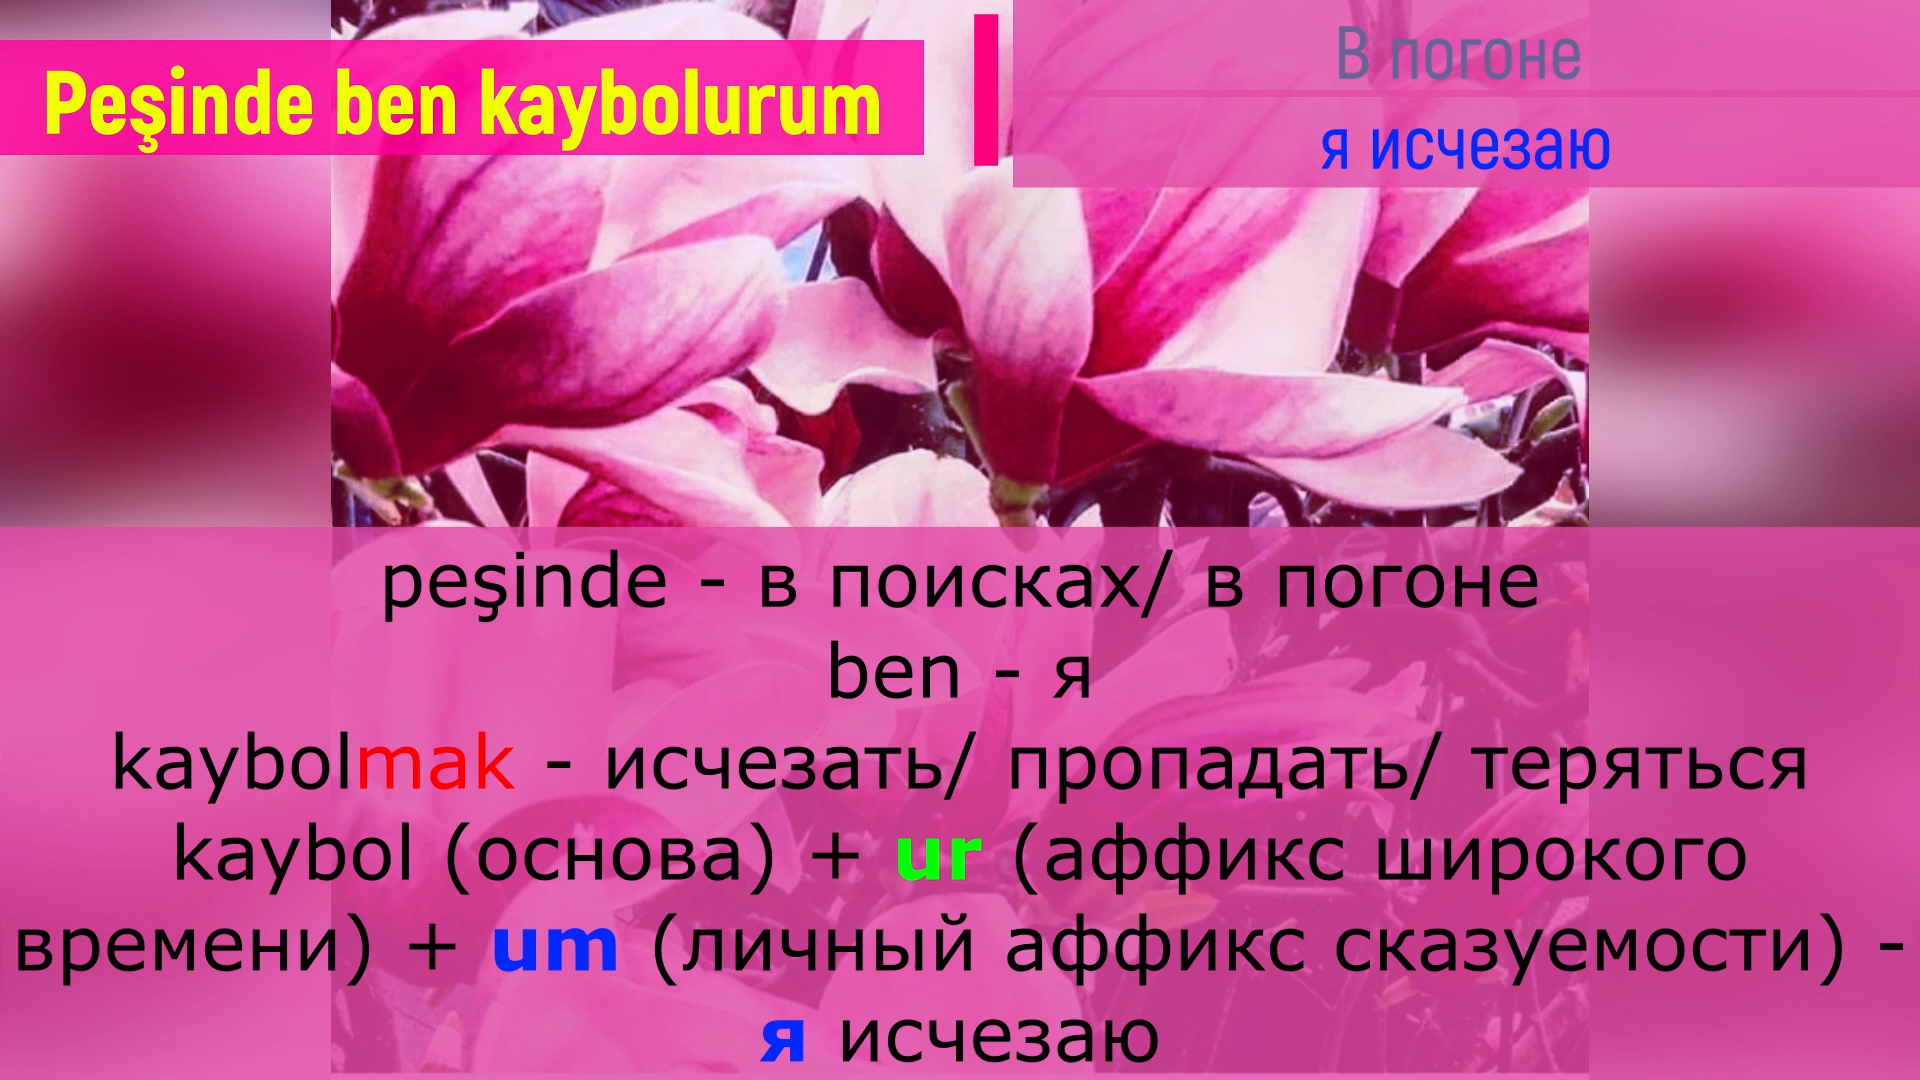 Peşinde ben kaybolurum
В погоне
я исчезаю
peşinde - в поисках/ в погоне
ben - я
kaybolmak - исчезать/ пропадать/ теряться
kaybol (основа) + ur (аффикс широкого
времени) + um (личный аффикс сказуемости) -
я исчезаю